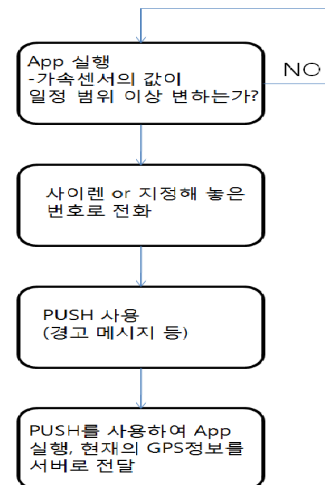 App 실행
-가속센서의 값이
일정 범위 이상 변하는가?
NO
사이렌 or 지정해 놓은
번호로 전화
PUSH 사용
(경고 메시지 등)
PUSH를 사용하여 App
실행, 현재의 GPS정보를
서버로 전달